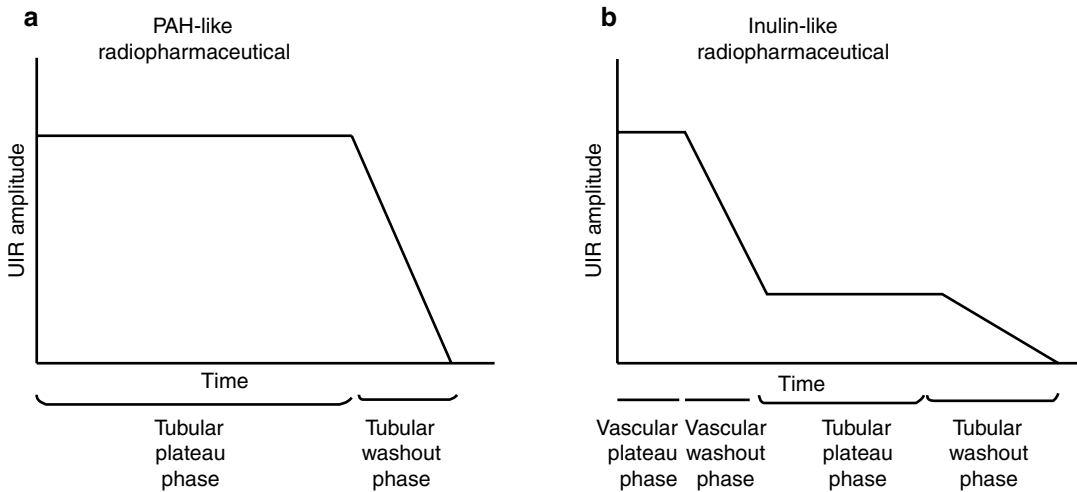 a
PAH-like
radiopharmaceutical
UIR amplitude
Time
Tubular
plateau
phase
Tubular
washout
phase
b
Inulin-like
radiopharmaceutical
UIR amplitude
Time
Vascular
plateau
phase
Vascular
washout
phase
Tubular
plateau
phase
Tubular
washout
phase